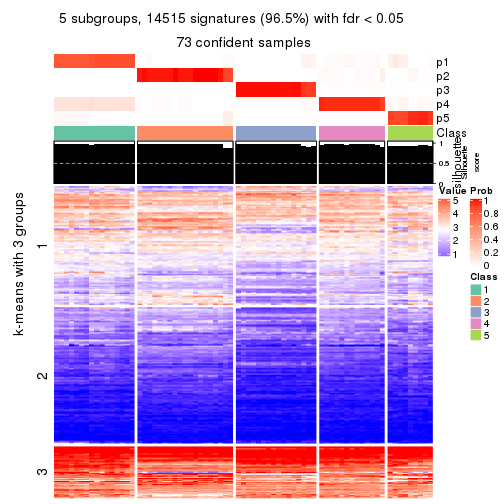 5 subgroups, 14515 signatures (96.5%) with fdr < 0.05
73 confident samples
p1
p2
p3
p4
p5
Class
1
0.5
0
silhouette
Silhouette
score
k-means with 3 groups
1
2
3
Value
5
4
3
2
1
Prob
1
0.8
0.6
0.4
0.2
0
Class
1
2
3
4
5